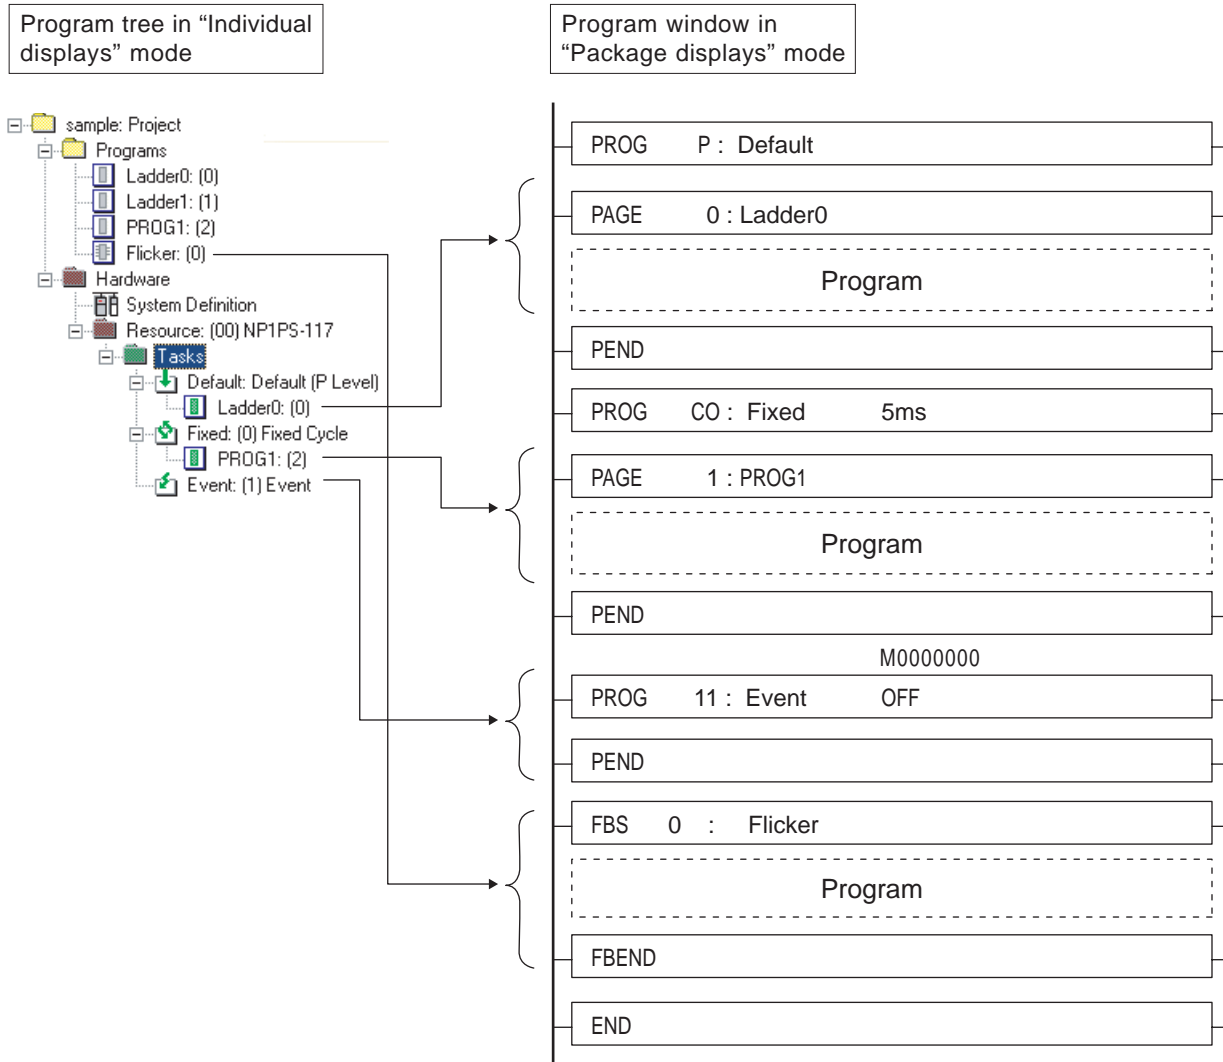 Program tree in “Individual
displays” mode
Program window in
“Package displays” mode
sample: Project
Programs
Ladder0: (0)
Ladder1: (1)
PROG1: (2)
Flicker: (0)
Hardware
System Definition
Resource: (00) NP1PS-117
Tasks
Default: Default (P Level)
Ladder0: (0)
Fixed: (0) Fixed Cycle
PROG1: (2)
Event: (1) Event
PROG P : Default
PAGE 0 : Ladder0
Program
PEND
PROG CO : Fixed 5ms
PAGE 1 : PROG1
Program
PEND
M0000000
PROG 11 : Event OFF
PEND
FBS 0 : Flicker
Program
FBEND
END